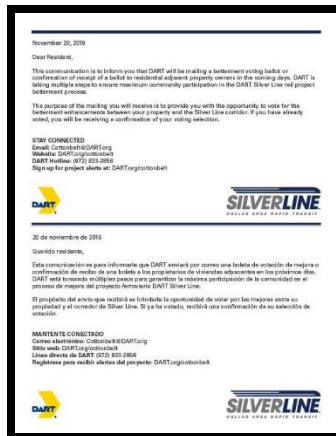 November 20, 2019
Dear Resident,
This communication is to inform you that DART will be mailing a betterment voting ballot or
confirmation of receipt of a ballot to residential adjacent property owners in the coming days. DART is
taking multiple steps to ensure maximum community participation in the DART Silver Line rail project
betterment process.
The purpose of the mailing you will receive is to provide you with the opportunity to vote for the
betterment enhancements between your property and the Silver Line corridor. If you have already
voted, you will be receiving a confirmation of your voting selection.
STAY CONNECTED
Email: Cottonbelt@DART.org
Website: DART.org/cottonbelt
DART Hotline: (972) 833-2856
Sign up for project alerts at: DART.org/cottonbelt
DART
SILVERLINE
DALLAS AREA RAPID TRANSIT
20 de noviembre de 2019
Querido residente,
Esta comunicación es para informarle que DART enviará por correo una boleta de votación de mejora o
confirmación de recibo de una boleta a los propietarios de viviendas adyacentes en los próximos días.
DART está tomando múltiples pasos para garantizar la máxima participación de la comunidad en el
proceso de mejora del proyecto ferroviario DART Silver Line.
El propósito del envío que recibirá es brindarle la oportunidad de votar por las mejoras entre su
propiedad y el corredor de Silver Line. Si ya ha votado, recibirá una confirmación de su selección de
votación.
MANTENTE CONECTADO
Correo electrónico: Cottonbelt@DART.org
Sitio web: DART.org/cottonbelt
Línea directa de DART: (972) 833-2856
Regístrese para recibir alertas del proyecto: DART.org/cottonbelt
DART
SILVERLINE
DALLAS AREA RAPID TRANSIT